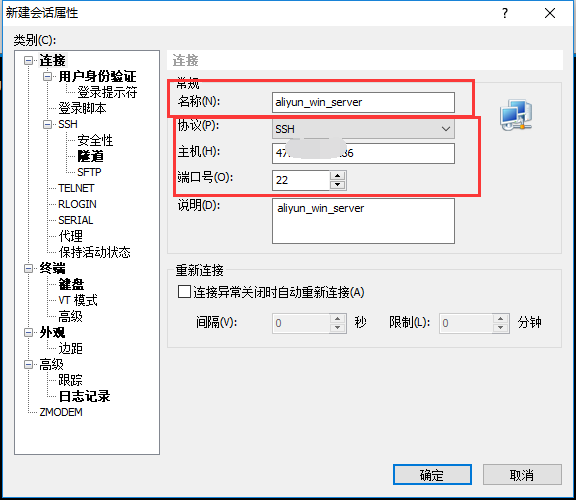 新建会话属性
?
类别(C):
连接
用户身份验证
登录提示符
登录脚本
SSH
安全性
隧道
SFTP
TELNET
RLOGIN
SERIAL
代理
保持活动状态
终端
键盘
VT 模式
高级
外观
边距
高级
跟踪
日志记录
ZMODEM
连接
常规
名称(N): aliyun_win_server
协议(P): SSH
主机(H): 47.
端口号(O): 22
说明(D): aliyun_win_server
重新连接
连接异常关闭时自动重新连接(A)
间隔(V): 0 秒 限制(L): 0 分钟
确定 取消